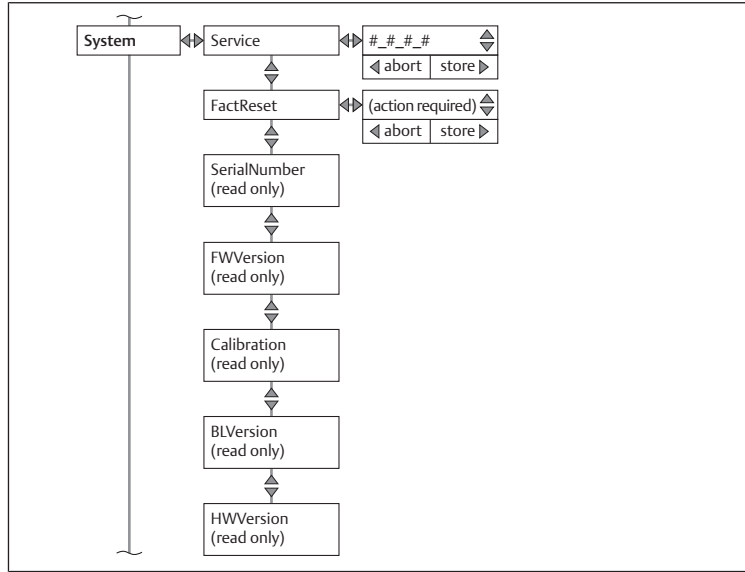 System
Service
#_#_#_#
abort store
FactReset
(action required)
abort store
SerialNumber
(read only)
FWVersion
(read only)
Calibration
(read only)
BLVersion
(read only)
HWVersion
(read only)